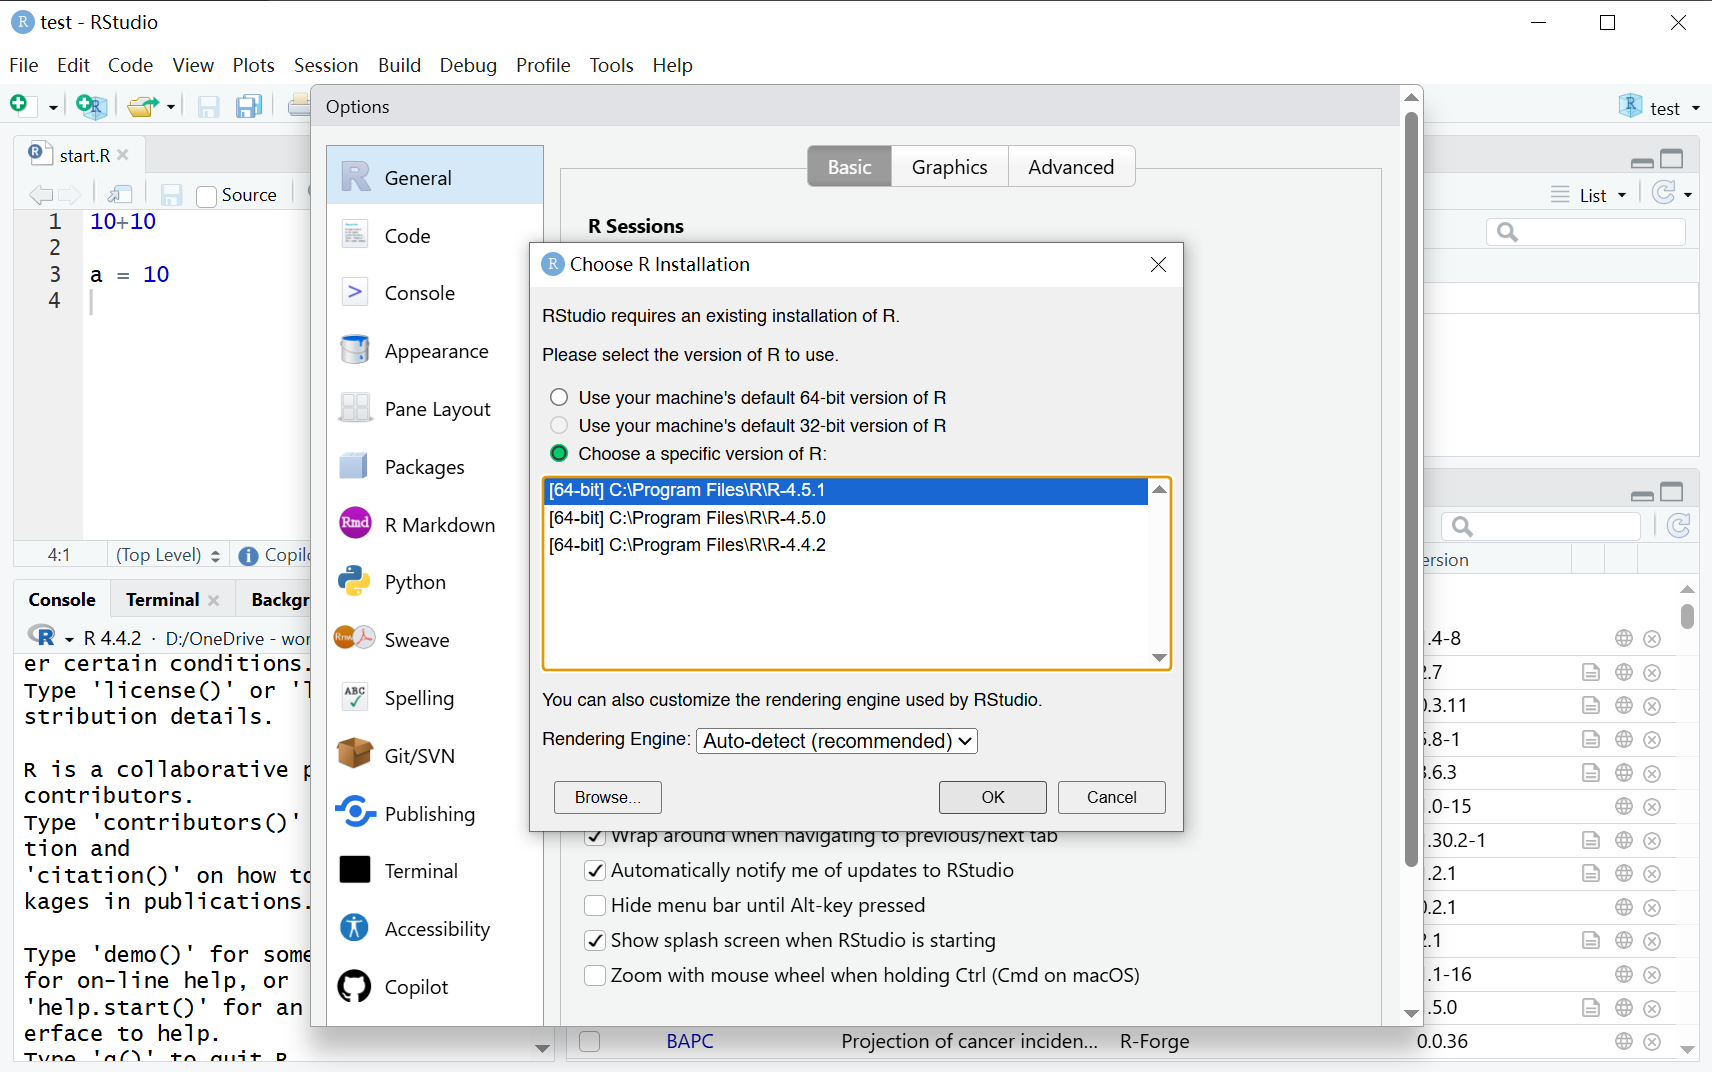 test - RStudio
File Edit Code View Plots Session Build Debug Profile Tools Help
test
Options
start.R
Source
1 10+10
2
3 a = 10
4
4:1 (Top Level)
Console Terminal
R 4.4.2 · D:/OneDrive
er certain conditions.
Type 'license()' or
stribution details.
R is a collaborative
contributors.
Type 'contributors()'
tion and
'citation()' on how to
kages in publications.
Type 'demo()' for some
for on-line help, or
'help.start()' for an
erface to help.
Type 'q()' to quit R
General
Code
Console
Appearance
Pane Layout
Packages
Rmd R Markdown
Python
Sweave
ABC Spelling
Git/SVN
Publishing
Terminal
Accessibility
Copilot
Basic Graphics Advanced
R Sessions
Choose R Installation
RStudio requires an existing installation of R.
Please select the version of R to use.
Use your machine's default 64-bit version of R
Use your machine's default 32-bit version of R
Choose a specific version of R:
[64-bit] C:\Program Files\R\R-4.5.1
[64-bit] C:\Program Files\R\R-4.5.0
[64-bit] C:\Program Files\R\R-4.4.2
You can also customize the rendering engine used by RStudio.
Rendering Engine: Auto-detect (recommended)
Browse... OK Cancel
Wrap around when navigating to previous/next tab
Automatically notify me of updates to RStudio
Hide menu bar until Alt-key pressed
Show splash screen when RStudio is starting
Zoom with mouse wheel when holding Ctrl (Cmd on macOS)
List
ersion
.4-8
.7
.3.11
.8-1
.6.3
.0-15
.30.2-1
.2.1
.2.1
.1
.1-16
.5.0
BAPC Projection of cancer inciden... R-Forge 0.0.36